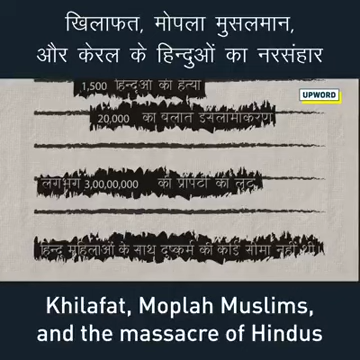 खिलाफत, मोपला मुसलमान,
और केरल के हिन्दुओं का नरसंहार
1,500 हिन्दुओं की हत्या
UPWORD
20,000 का बलात इस्लामीकरण
लगभग 3,00,00,000 की प्रॉपर्टी की लूट
हिन्दू महिलाओं के साथ दुष्कर्म की कोई सीमा नहीं थी
Khilafat, Moplah Muslims,
and the massacre of Hindus